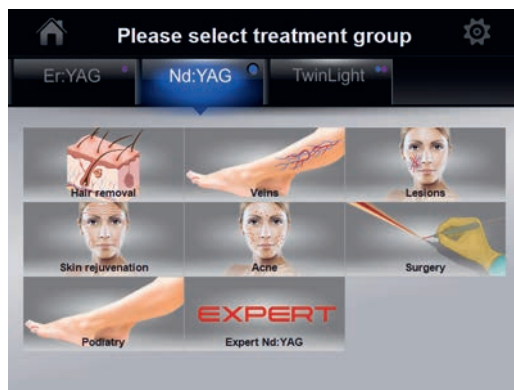 Please select treatment group
Er:YAG
Nd:YAG
TwinLight
Hair removal
Veins
Lesions
Skin rejuvenation
Acne
Surgery
Podiatry
EXPERT
Expert Nd:YAG